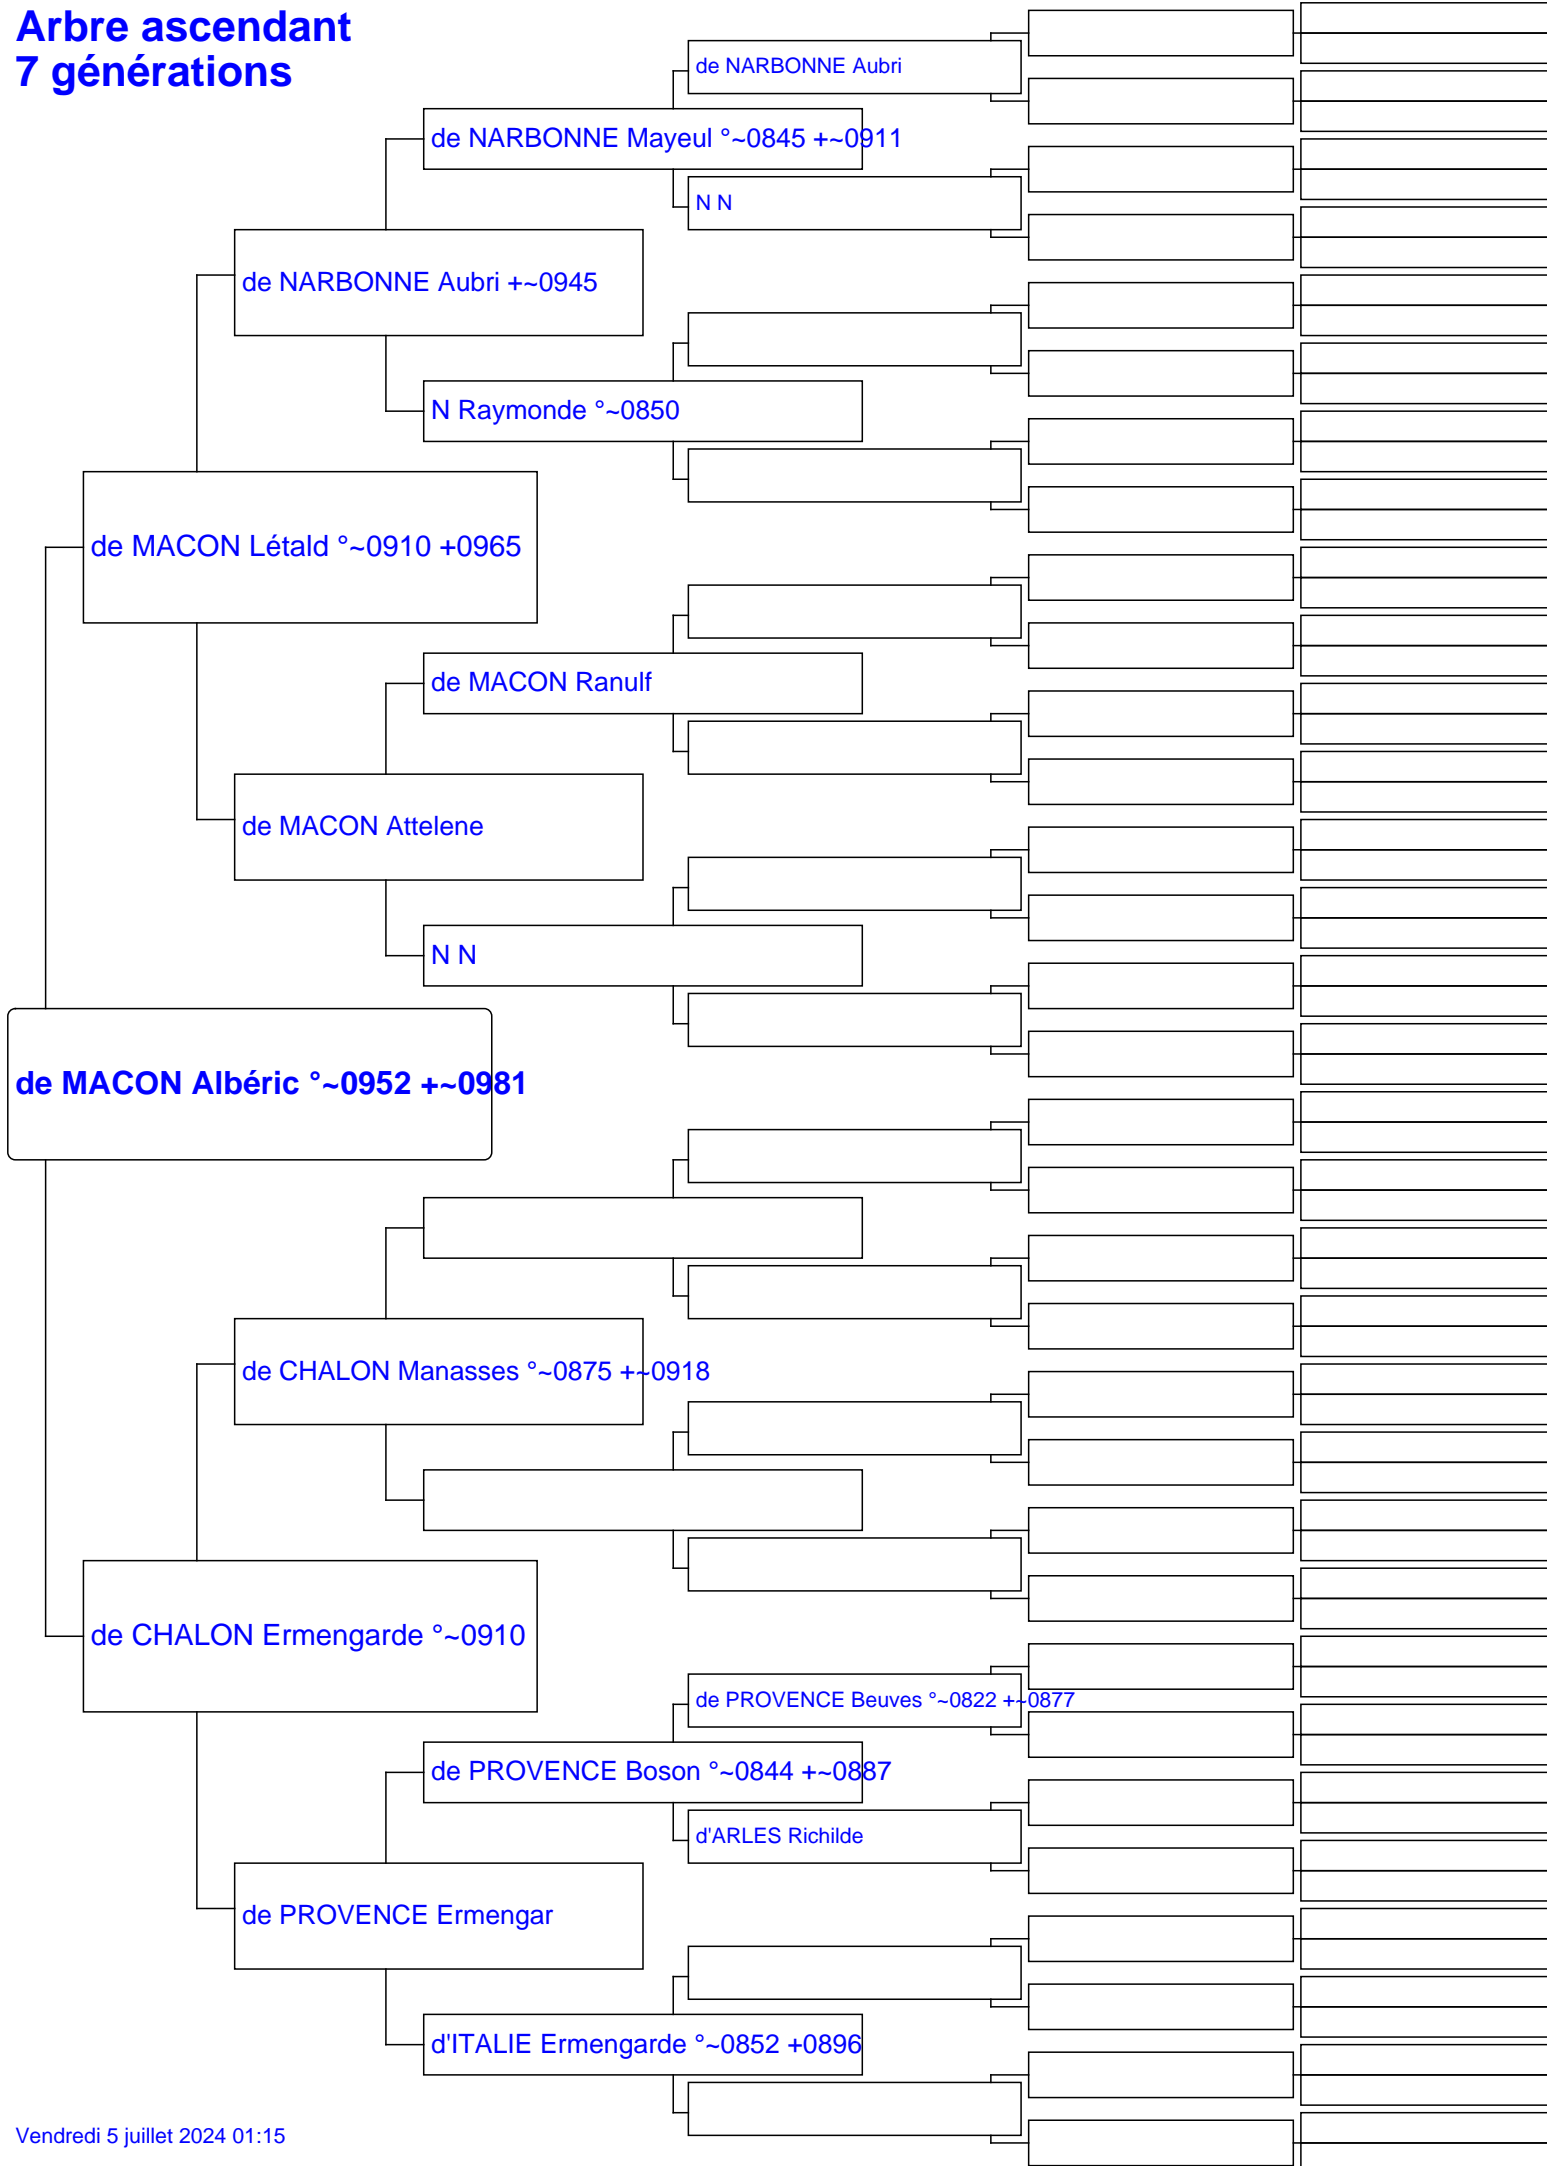 Arbre ascendant
7 générations
de NARBONNE Aubri
de NARBONNE Mayeul °~0845 +~0911
N N
de NARBONNE Aubri +~0945
N Raymonde °~0850
de MACON Létald °~0910 +0965
de MACON Ranulf
de MACON Attelene
N N
de MACON Albéric °~0952 +~0981
de CHALON Manasses °~0875 +~0918
de CHALON Ermengarde °~0910
de PROVENCE Beuves °~0822 +~0877
de PROVENCE Boson °~0844 +~0887
d'ARLES Richilde
de PROVENCE Ermengar
d'ITALIE Ermengarde °~0852 +0896
Vendredi 5 juillet 2024 01:15